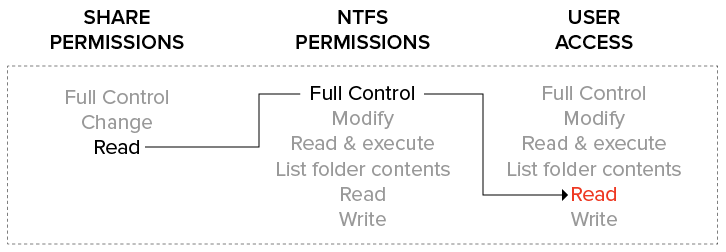 SHARE
PERMISSIONS
NTFS
PERMISSIONS
USER
ACCESS
Full Control
Change
Read
Full Control
Modify
Read & execute
List folder contents
Read
Write
Full Control
Modify
Read & execute
List folder contents
Read
Write